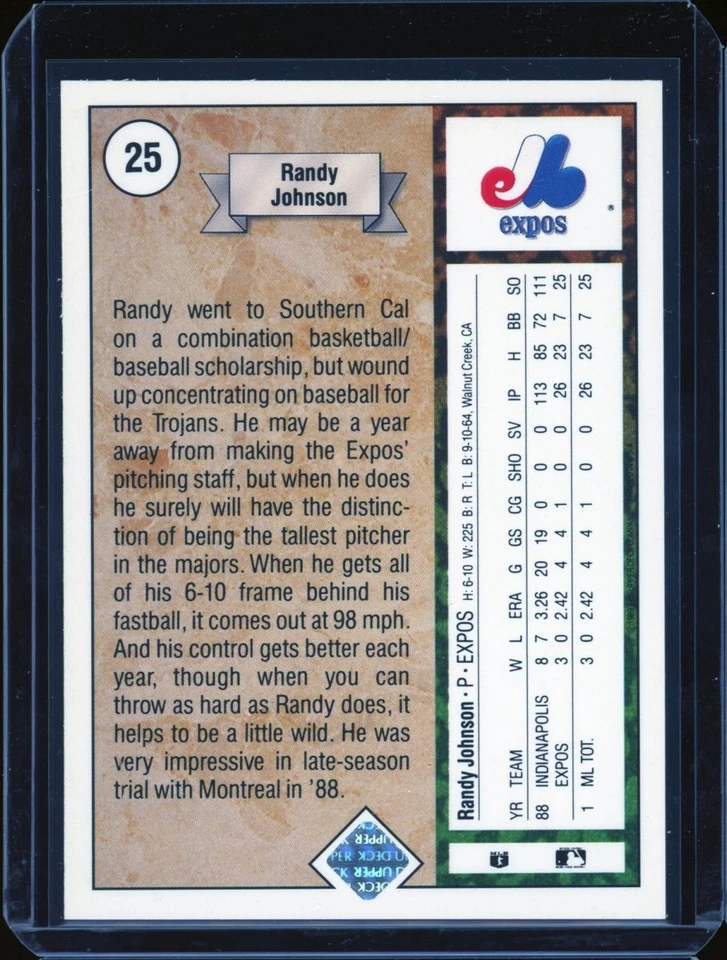 25
Randy
Johnson
Randy went to Southern Cal
on a combination basketball/
baseball scholarship, but wound
up concentrating on baseball for
the Trojans. He may be a year
away from making the Expos'
pitching staff, but when he does
he surely will have the distinc-
tion of being the tallest pitcher
in the majors. When he gets all
of his 6-10 frame behind his
fastball, it comes out at 98 mph.
And his control gets better each
year, though when you can
throw as hard as Randy does, it
helps to be a little wild. He was
very impressive in late-season
trial with Montreal in '88.
UPPER DECK
expos
®
Randy Johnson · P · EXPOS H: 6-10 W: 225 B: R T: L B: 9-10-64, Walnut Creek, CA
YR TEAM W L ERA G GS CG SHO SV IP H BB SO
88 INDIANAPOLIS 8 7 3.26 20 19 0 0 0 113 85 72 111
EXPOS 3 0 2.42 4 4 1 0 0 26 23 7 25
1 ML TOT. 3 0 2.42 4 4 1 0 0 26 23 7 25